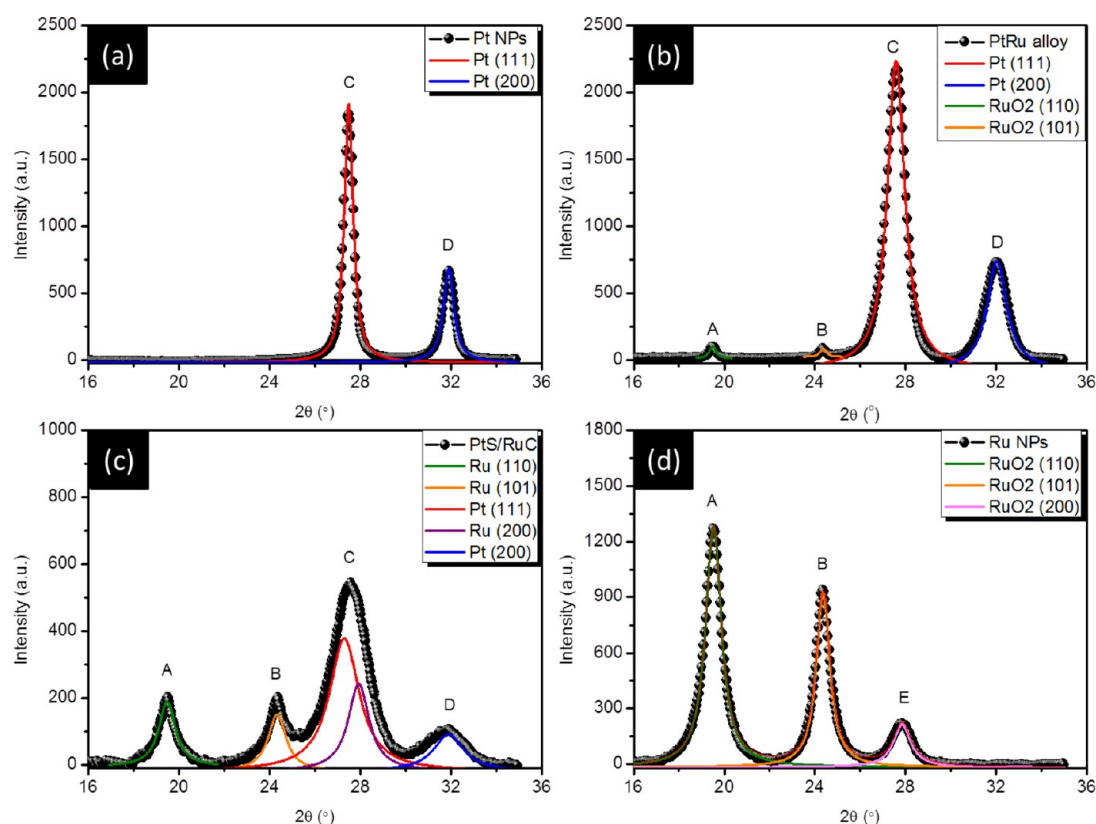 (a)
Pt NPs
Pt (111)
Pt (200)
C
D
Intensity (a.u.)
2500
2000
1500
1000
500
0
16 20 24 28 32 36
2θ (°)
(b)
PtRu alloy
Pt (111)
Pt (200)
RuO2 (110)
RuO2 (101)
C
D
A
B
Intensity (a.u.)
2500
2000
1500
1000
500
0
16 20 24 28 32 36
2θ (°)
(c)
PtS/RuC
Ru (110)
Ru (101)
Pt (111)
Ru (200)
Pt (200)
C
A
B
D
Intensity (a.u.)
1000
800
600
400
200
0
16 20 24 28 32 36
2θ (°)
(d)
Ru NPs
RuO2 (110)
RuO2 (101)
RuO2 (200)
A
B
E
Intensity (a.u.)
1800
1500
1200
900
600
300
0
16 20 24 28 32 36
2θ (°)